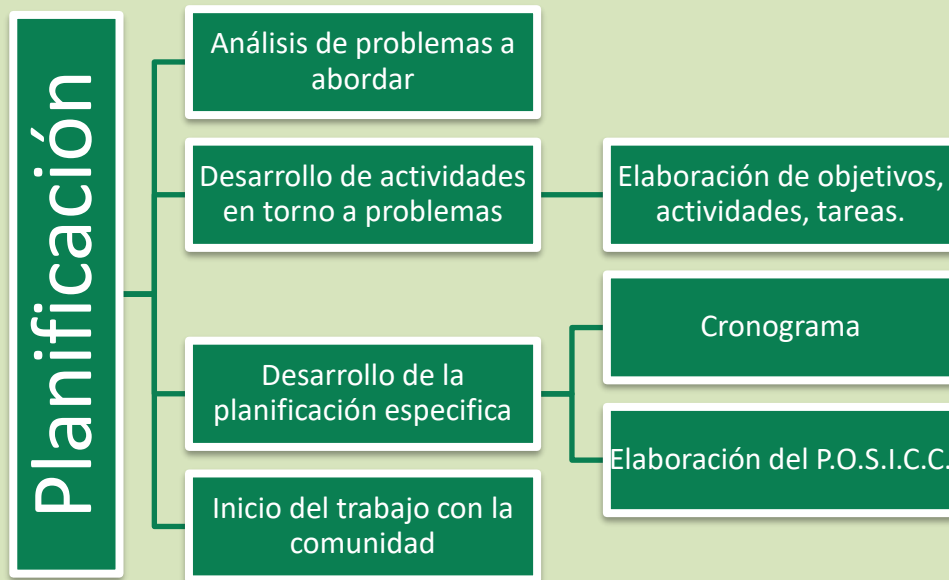 Planificación
Análisis de problemas a
abordar
Desarrollo de actividades
en torno a problemas
Elaboración de objetivos,
actividades, tareas.
Desarrollo de la
planificación especifica
Cronograma
Elaboración del P.O.S.I.C.C.
Inicio del trabajo con la
comunidad